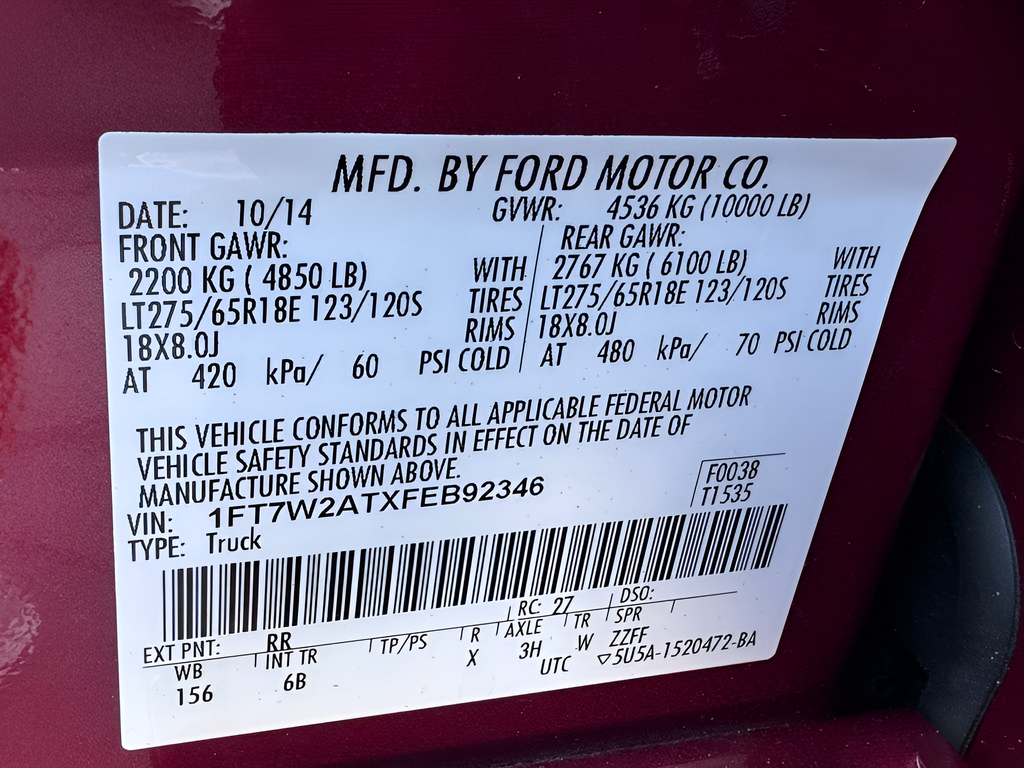 MFD. BY FORD MOTOR CO.
DATE: 10/14 GVWR: 4536 KG (10000 LB)
FRONT GAWR: REAR GAWR:
2200 KG ( 4850 LB) WITH 2767 KG ( 6100 LB) WITH
LT275/65R18E 123/120S TIRES LT275/65R18E 123/120S TIRES
18X8.0J RIMS 18X8.0J RIMS
AT 420 kPa/ 60 PSI COLD AT 480 kPa/ 70 PSI COLD
THIS VEHICLE CONFORMS TO ALL APPLICABLE FEDERAL MOTOR
VEHICLE SAFETY STANDARDS IN EFFECT ON THE DATE OF
MANUFACTURE SHOWN ABOVE.
F0038
VIN: 1FT7W2ATXFEB92346 T1535
TYPE: Truck
EXT PNT: RR RC: 27 DSO:
WB INT TR TP/PS R AXLE TR SPR
156 6B X 3H W ZZFF
UTC ▽5U5A-1520472-BA